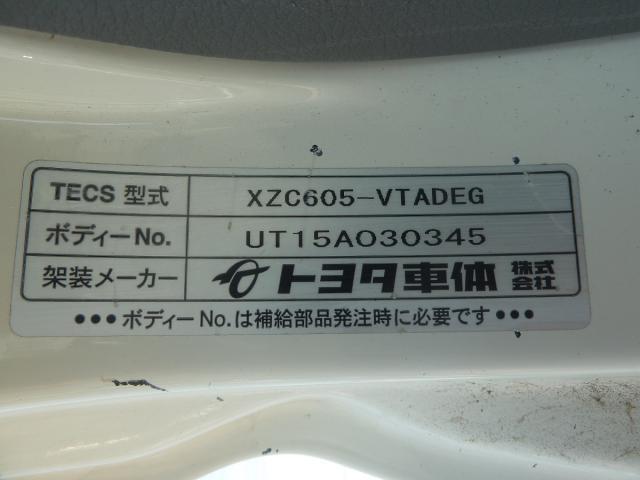 TECS 型式 XZC605-VTADEG
ボディーNo. UT15A030345
架装メーカー トヨタ車体 株式会社
●●●ボディーNo.は補給部品発注時に必要です●●●